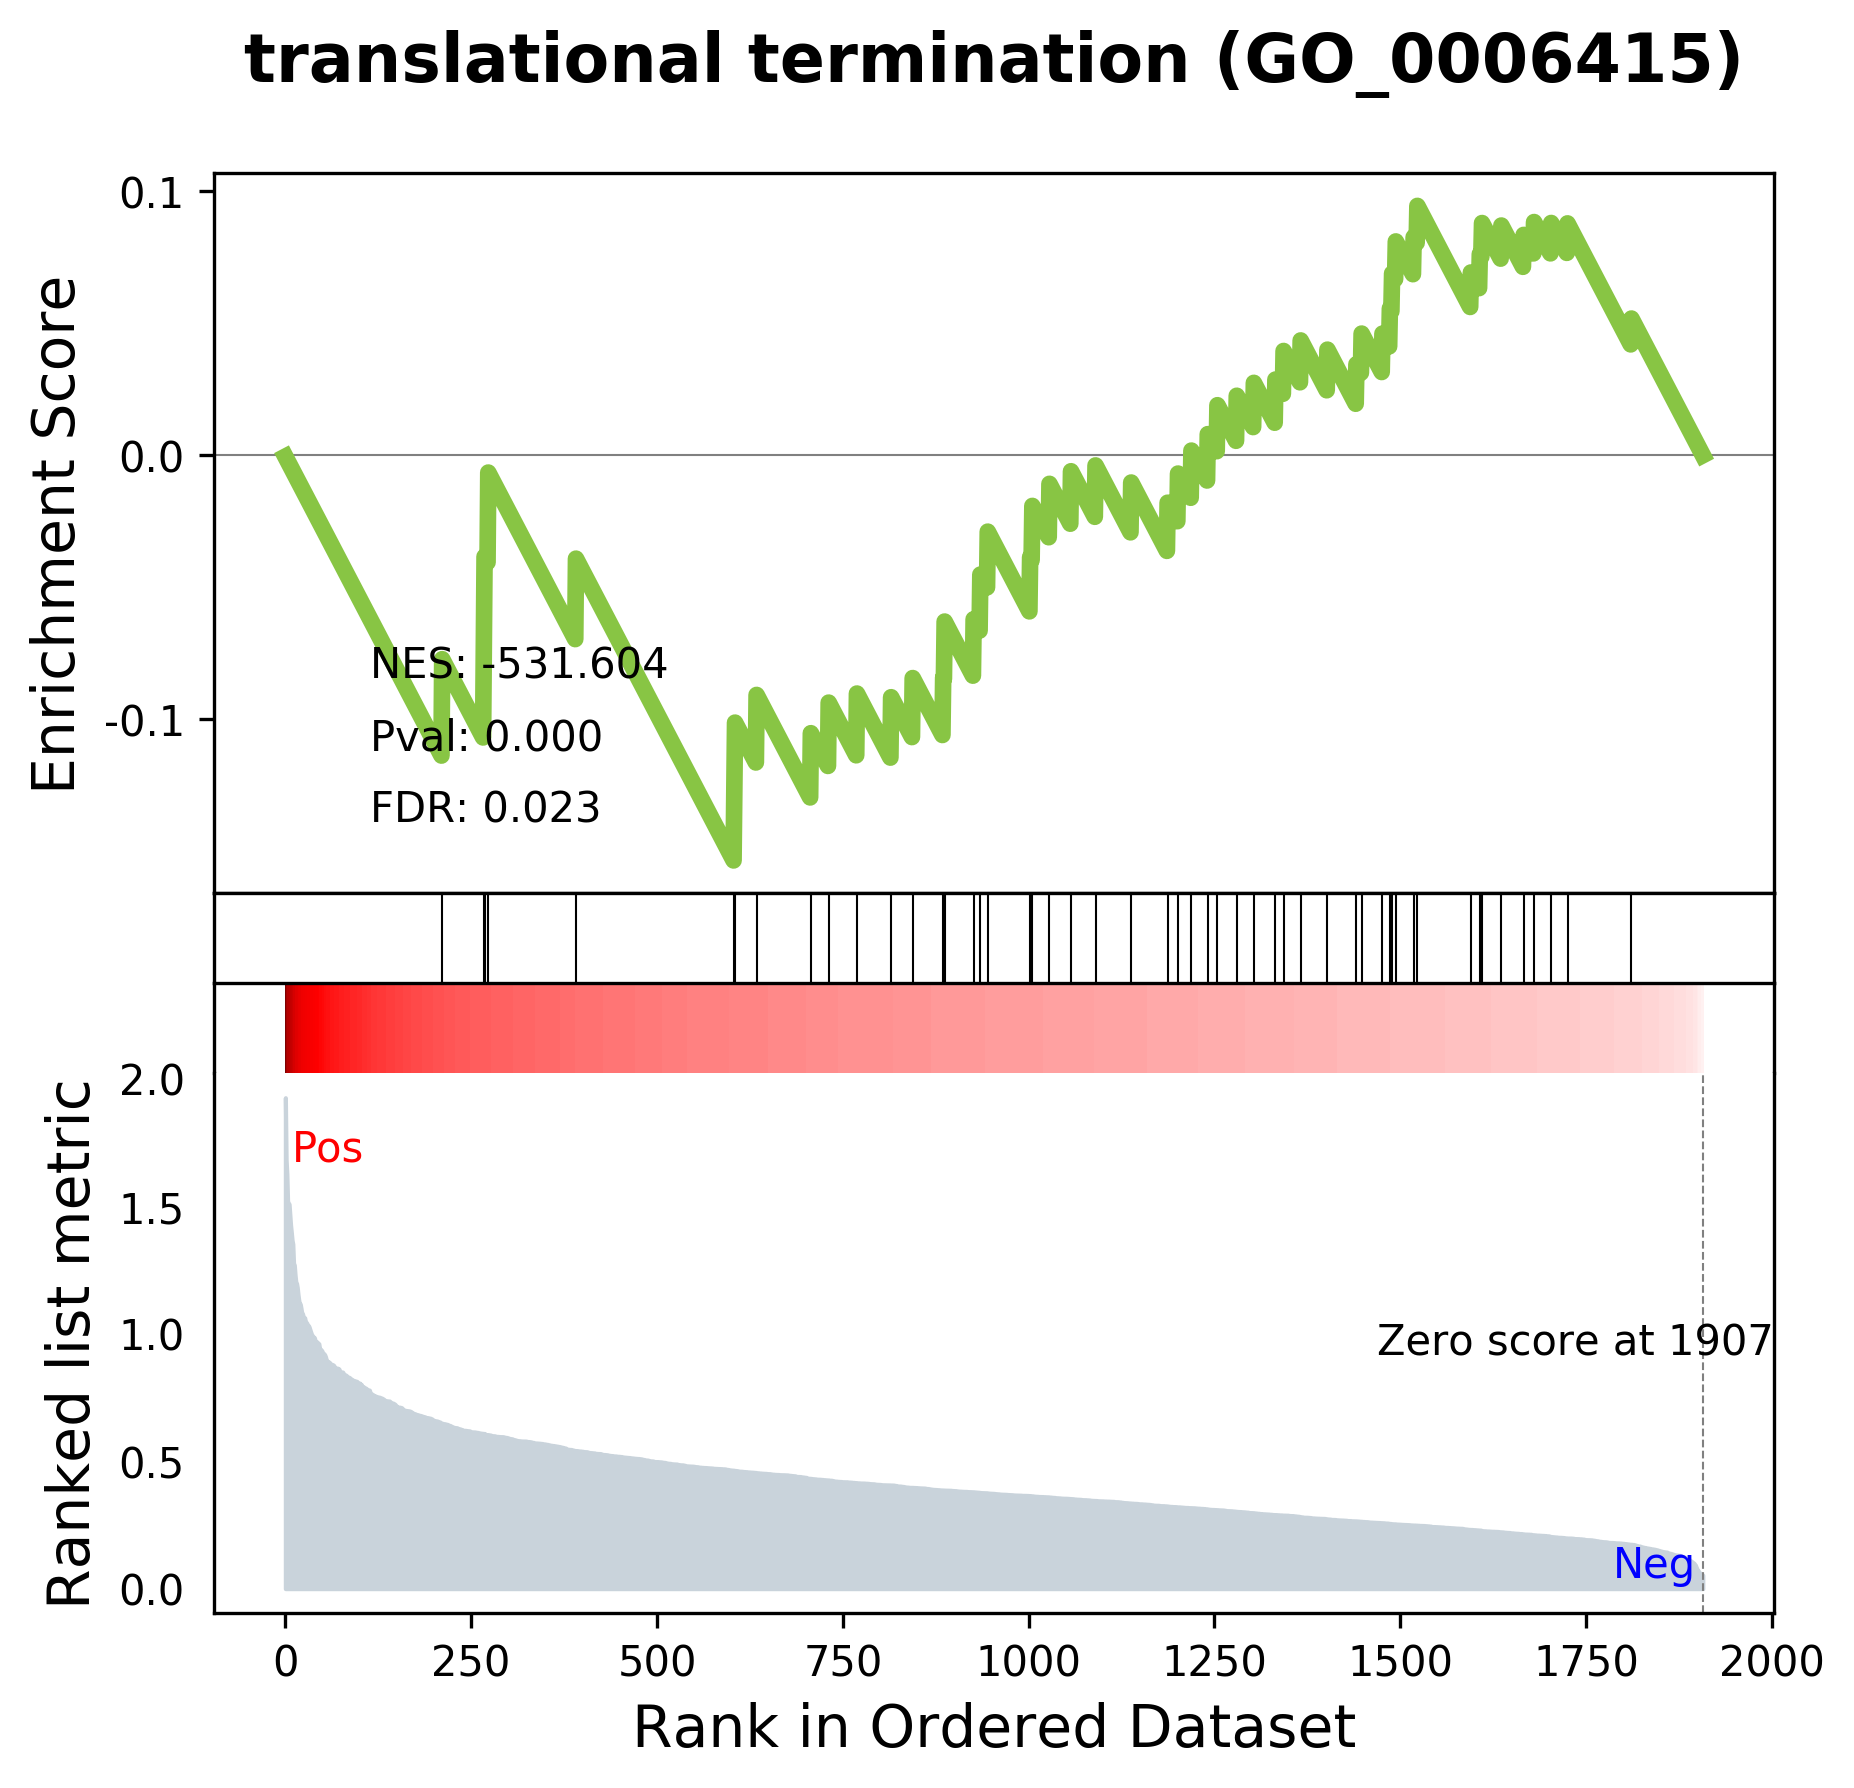 translational termination (GO_0006415)
Enrichment Score
0.1
0.0
-0.1
NES: -531.604
Pval: 0.000
FDR: 0.023
Ranked list metric
2.0
1.5
1.0
0.5
0.0
Pos
Zero score at 1907
Neg
0 250 500 750 1000 1250 1500 1750 2000
Rank in Ordered Dataset